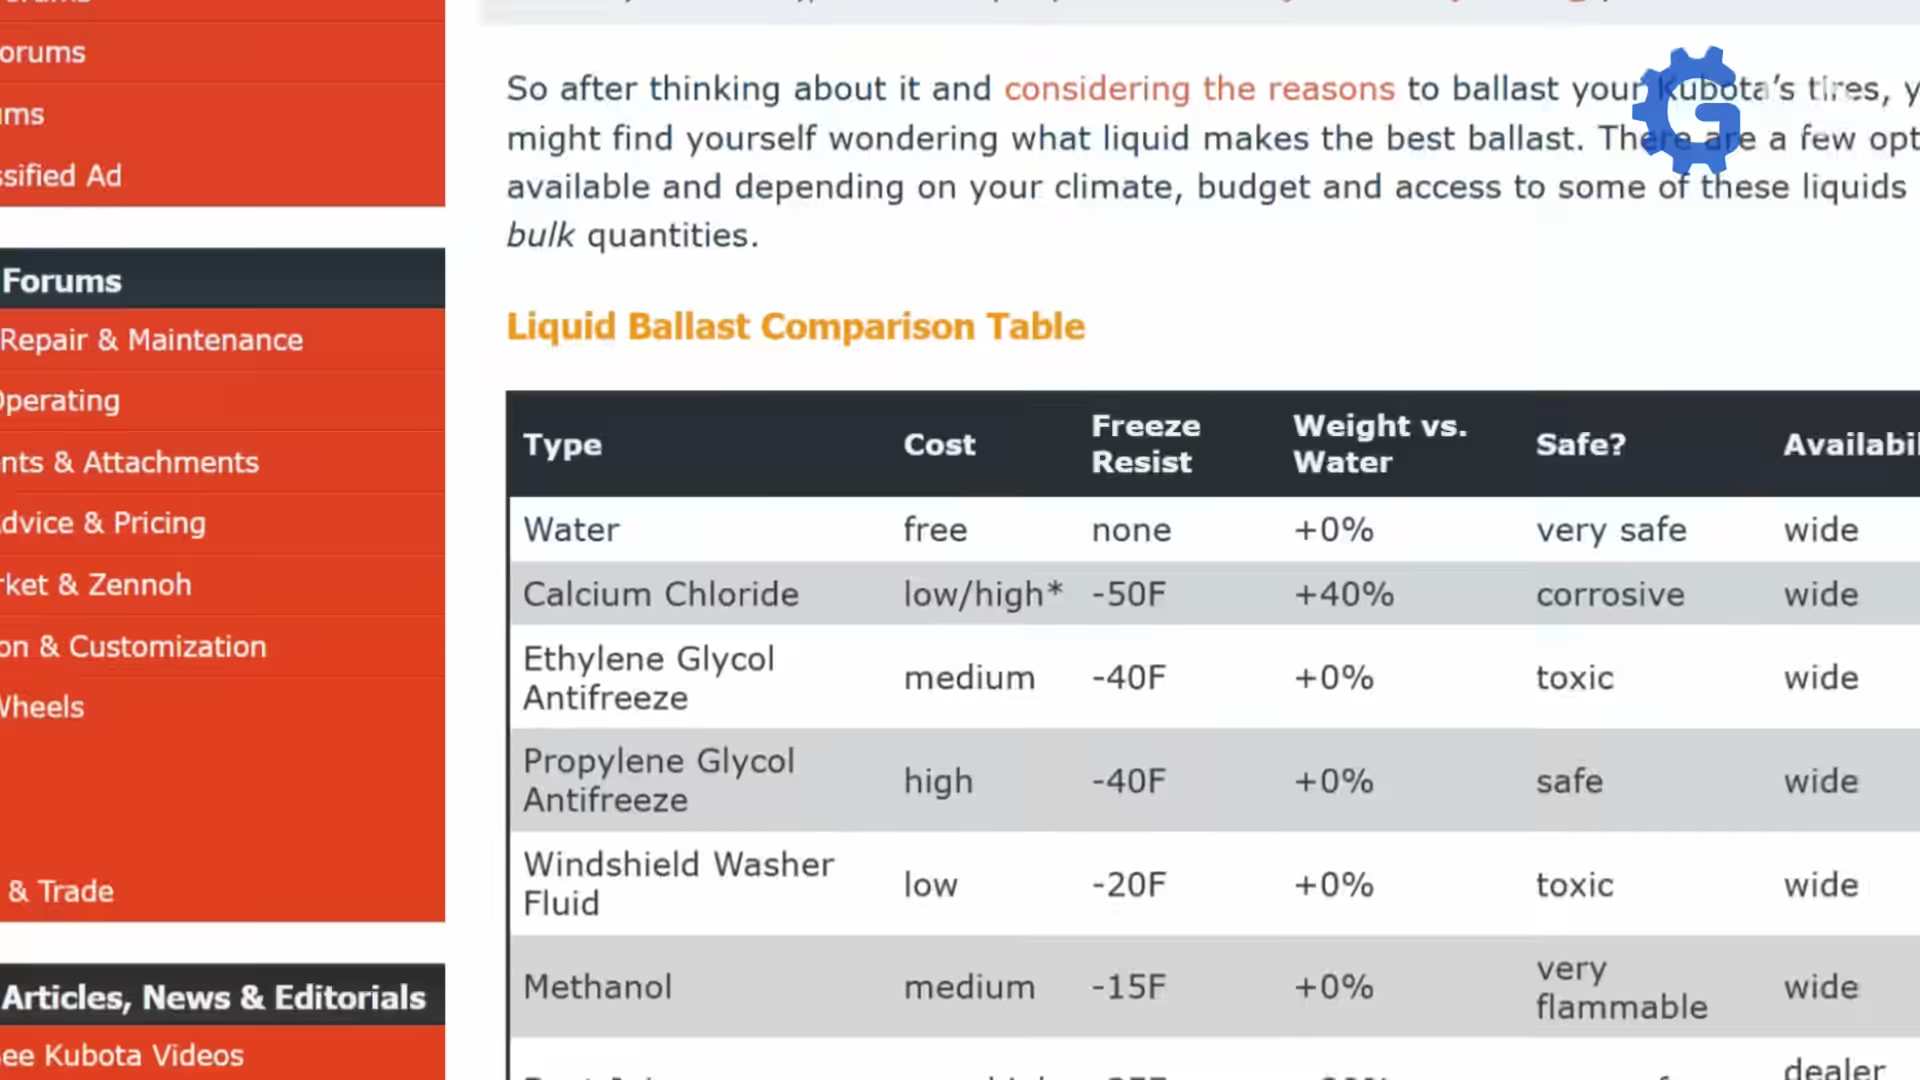 orums
ms
ssified Ad
Forums
Repair & Maintenance
Operating
nts & Attachments
dvice & Pricing
rket & Zennoh
on & Customization
Wheels
& Trade
Articles, News & Editorials
ee Kubota Videos
So after thinking about it and considering the reasons to ballast your Kubota's tires, y
might find yourself wondering what liquid makes the best ballast. There are a few opt
available and depending on your climate, budget and access to some of these liquids
bulk quantities.
Liquid Ballast Comparison Table
Type Cost Freeze Resist Weight vs. Water Safe? Availabil
Water free none +0% very safe wide
Calcium Chloride low/high* -50F +40% corrosive wide
Ethylene Glycol Antifreeze medium -40F +0% toxic wide
Propylene Glycol Antifreeze high -40F +0% safe wide
Windshield Washer Fluid low -20F +0% toxic wide
Methanol medium -15F +0% very flammable wide
dealer